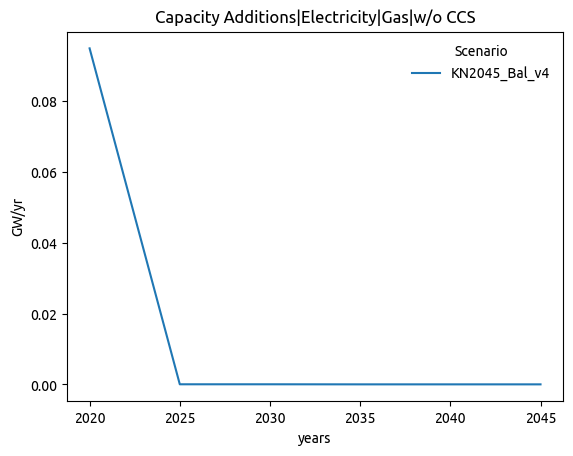 Capacity Additions|Electricity|Gas|w/o CCS
Scenario
KN2045_Bal_v4
0.08
0.06
0.04
0.02
0.00
GW/yr
2020 2025 2030 2035 2040 2045
years